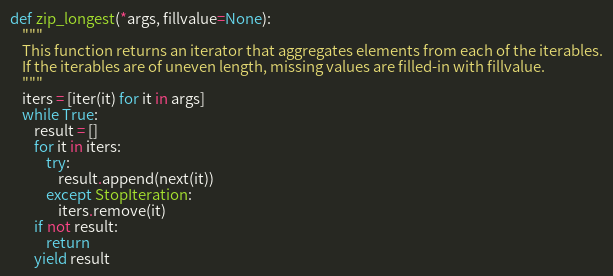 def zip_longest(*args, fillvalue=None):
    """
    This function returns an iterator that aggregates elements from each of the iterables.
    If the iterables are of uneven length, missing values are filled-in with fillvalue.
    """
    iters = [iter(it) for it in args]
    while True:
        result = []
        for it in iters:
            try:
                result.append(next(it))
            except StopIteration:
                iters.remove(it)
        if not result:
            return
        yield result